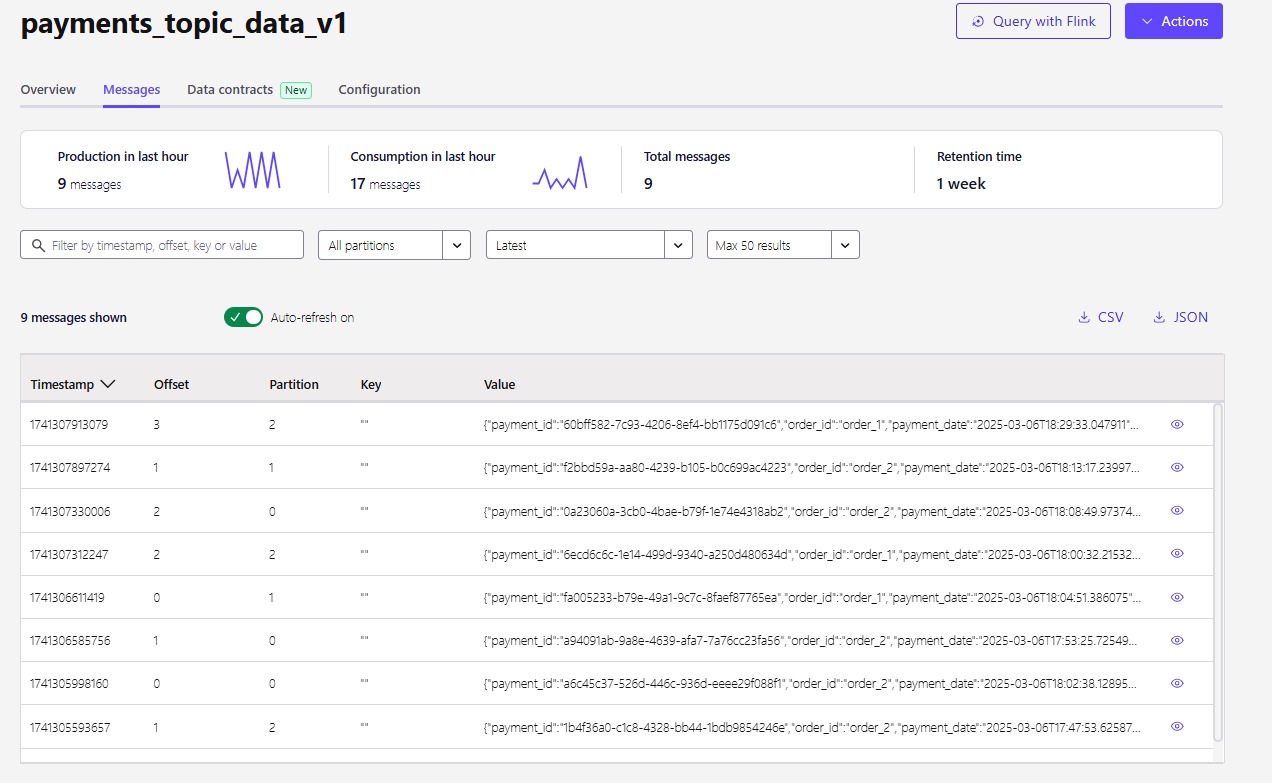 payments_topic_data_v1
Query with Flink
Actions
Overview Messages Data contracts New Configuration
Production in last hour Consumption in last hour Total messages Retention time
9 messages 17 messages 9 1 week
Filter by timestamp, offset, key or value All partitions Latest Max 50 results
9 messages shown Auto-refresh on CSV JSON
Timestamp Offset Partition Key Value
1741307913079 3 2 "" {"payment_id":"60bff582-7c93-4206-8ef4-bb1175d091c6","order_id":"order_1","payment_date":"2025-03-06T18:29:33.047911"...
1741307897274 1 1 "" {"payment_id":"f2bbd59a-aa80-4239-b105-b0c699ac4223","order_id":"order_2","payment_date":"2025-03-06T18:13:17.23997...
1741307330006 2 0 "" {"payment_id":"0a23060a-3cb0-4bae-b79f-1e74e4318ab2","order_id":"order_2","payment_date":"2025-03-06T18:08:49.97374...
1741307312247 2 2 "" {"payment_id":"6ecd6c6c-1e14-499d-9340-a250d480634d","order_id":"order_1","payment_date":"2025-03-06T18:00:32.21532...
1741306611419 0 1 "" {"payment_id":"fa005233-b79e-49a1-9c7c-8faef87765ea","order_id":"order_1","payment_date":"2025-03-06T18:04:51.386075"...
1741306585756 1 0 "" {"payment_id":"a94091ab-9a8e-4639-afa7-7a76cc23fa56","order_id":"order_2","payment_date":"2025-03-06T17:53:25.72549...
1741305998160 0 0 "" {"payment_id":"a6c45c37-526d-446c-936d-eeee29f088f1","order_id":"order_2","payment_date":"2025-03-06T18:02:38.12895...
1741305593657 1 2 "" {"payment_id":"1b4f36a0-c1c8-4328-bb44-1bdb9854246e","order_id":"order_2","payment_date":"2025-03-06T17:47:53.62587...